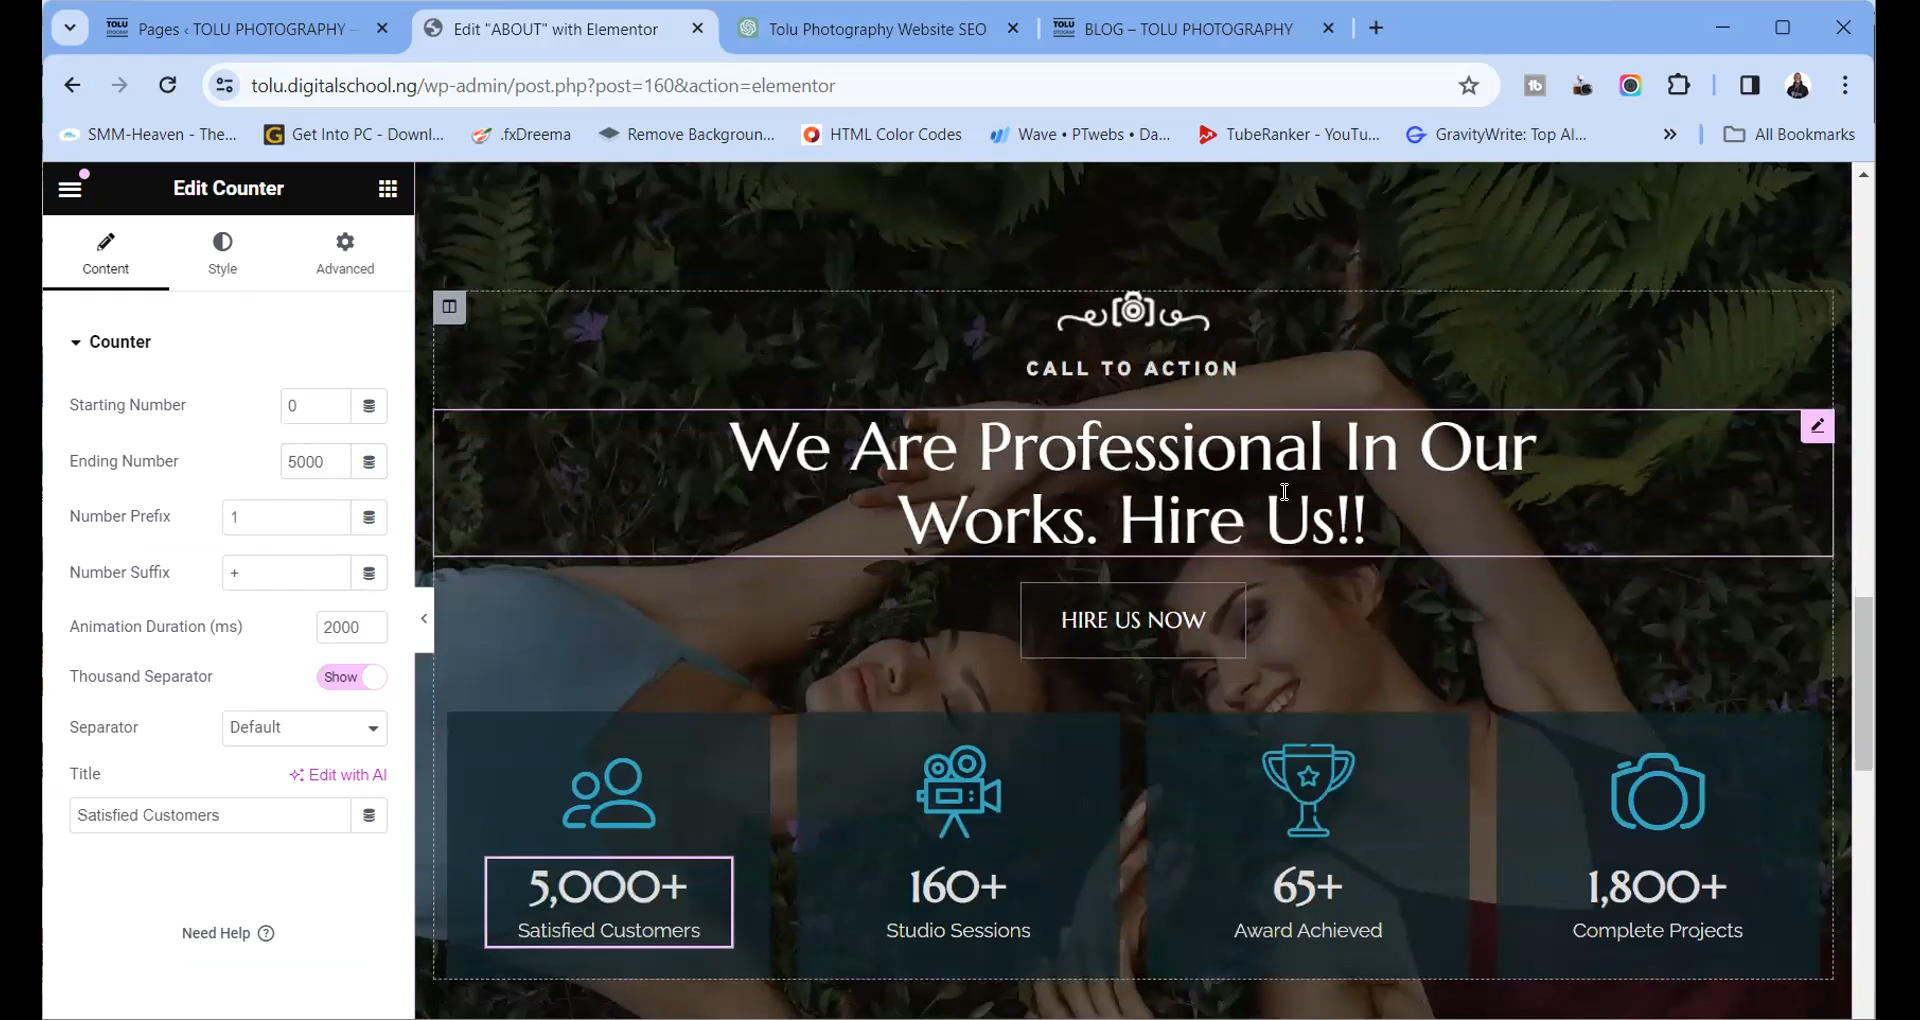 TOLU
OTOGRAF
Pages ‹ TOLU PHOTOGRAPHY –
Edit "ABOUT" with Elementor
Tolu Photography Website SEO
TOLU
OTOGRAF
BLOG – TOLU PHOTOGRAPHY
tolu.digitalschool.ng/wp-admin/post.php?post=160&action=elementor
SMM-Heaven - The...
Get Into PC - Downl...
.fxDreema
Remove Backgroun...
HTML Color Codes
Wave • PTwebs • Da...
TubeRanker - YouTu...
GravityWrite: Top Al...
All Bookmarks
Edit Counter
Content
Style
Advanced
Counter
Starting Number
0
Ending Number
5000
Number Prefix
1
Number Suffix
+
Animation Duration (ms)
2000
Thousand Separator
Show
Separator
Default
Title
Edit with AI
Satisfied Customers
Need Help
CALL TO ACTION
We Are Professional In Our
Works. Hire Us!!
HIRE US NOW
5,000+
Satisfied Customers
160+
Studio Sessions
65+
Award Achieved
1,800+
Complete Projects